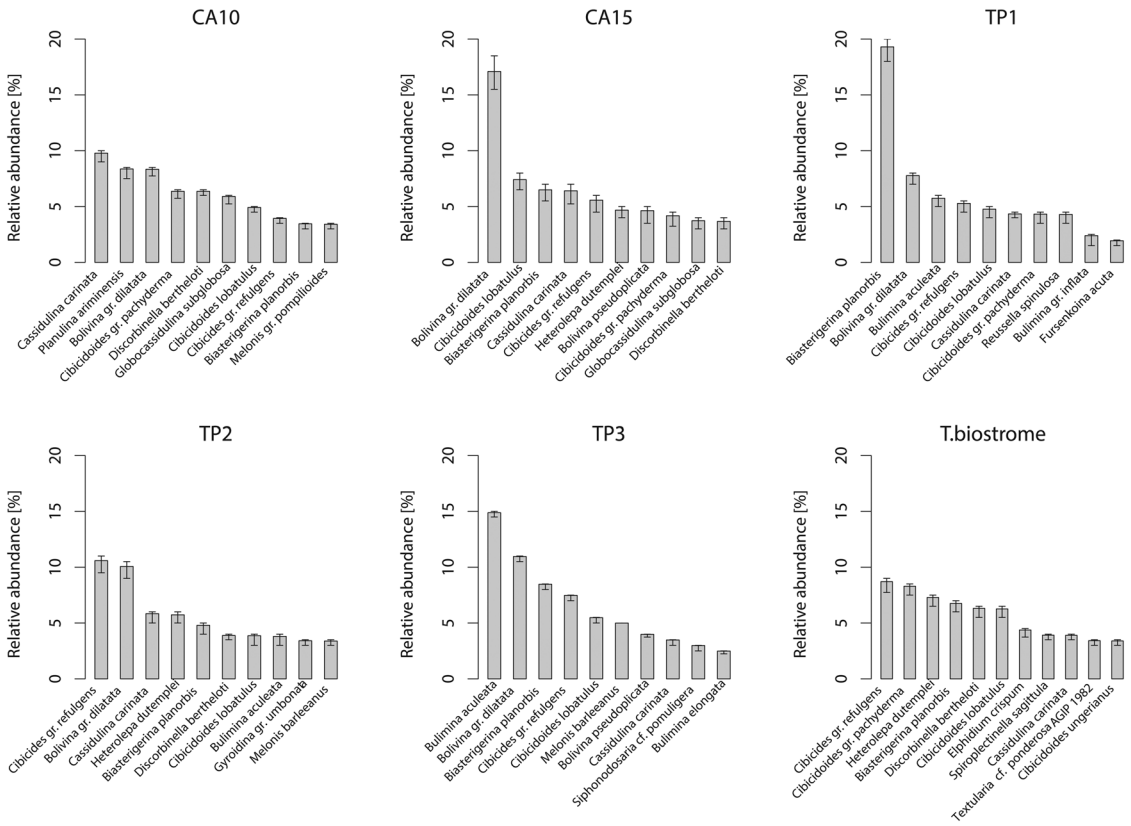 CA10
Relative abundance [%]
20
15
10
5
0
Cassidulina carinata
Planulina ariminensis
Bolivina gr. dilatata
Cibicidoides gr. pachyderma
Discorbinella bertheloti
Globocassidulina subglobosa
Cibicidoides lobatulus
Cibicides gr. refulgens
Biasterigerina planorbis
Melonis gr. pompilioides
CA15
Relative abundance [%]
20
15
10
5
0
Bolivina gr. dilatata
Cibicidoides lobatulus
Biasterigerina planorbis
Cassidulina carinata
Cibicides gr. refulgens
Heterolepa dutemplei
Bolivina pseudoplicata
Cibicidoides gr. pachyderma
Globocassidulina subglobosa
Discorbinella bertheloti
TP1
Relative abundance [%]
20
15
10
5
0
Biasterigerina planorbis
Bolivina gr. dilatata
Bulimina aculeata
Cibicides gr. refulgens
Cibicidoides lobatulus
Cassidulina carinata
Cibicidoides gr. pachyderma
Reussella spinulosa
Bulimina gr. inflata
Fursenkoina acuta
TP2
Relative abundance [%]
20
15
10
5
0
Cibicides gr. refulgens
Bolivina gr. dilatata
Cassidulina carinata
Heterolepa dutemplei
Biasterigerina planorbis
Discorbinella bertheloti
Cibicidoides lobatulus
Bulimina aculeata
Gyroidina gr. umbonata
Melonis barleeanus
TP3
Relative abundance [%]
20
15
10
5
0
Bulimina aculeata
Bolivina gr. dilatata
Biasterigerina planorbis
Cibicides gr. refulgens
Cibicidoides lobatulus
Melonis barleeanus
Bolivina pseudoplicata
Cassidulina carinata
Siphonodosaria cf. pomuligera
Bulimina elongata
T.biostrome
Relative abundance [%]
20
15
10
5
0
Cibicides gr. refulgens
Cibicidoides gr. pachyderma
Heterolepa dutemplei
Biasterigerina planorbis
Discorbinella bertheloti
Cibicidoides lobatulus
Elphidium crispum
Spiroplectinella sagittula
Cassidulina carinata
Textularia cf. ponderosa AGIP 1982
Cibicidoides ungerianus